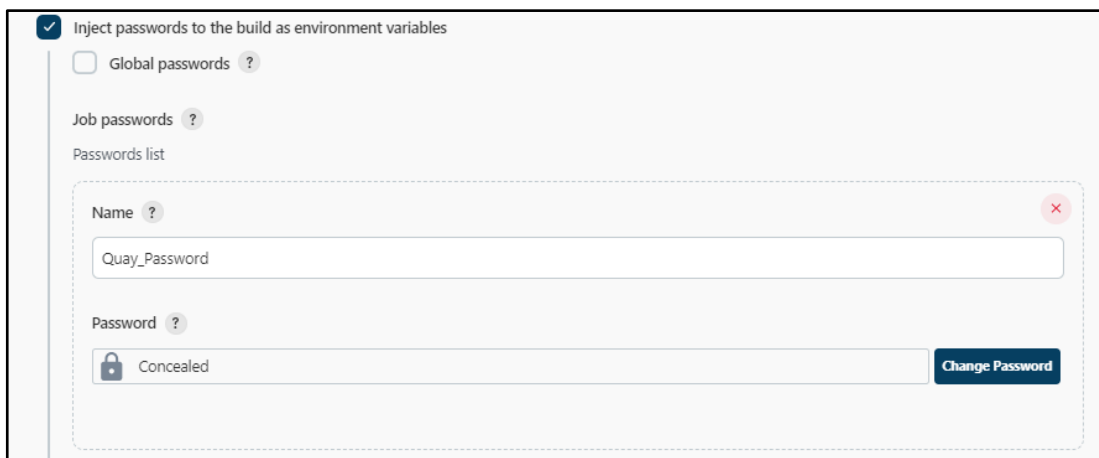 Inject passwords to the build as environment variables
Global passwords ?
Job passwords ?
Passwords list
Name ?
Quay_Password
Password ?
Concealed
Change Password